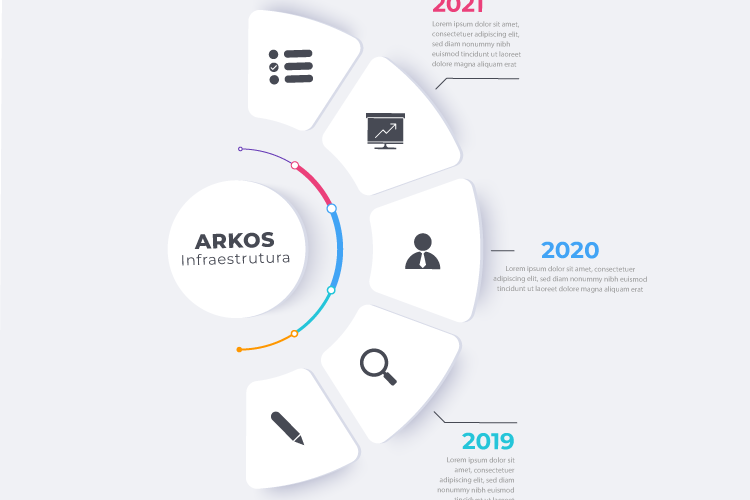 2021
Lorem ipsum dolor sit amet,
consectetuer adipiscing elit,
sed diam nonummy nibh
euismod tincidunt ut laoreet
dolore magna aliquam erat
ARKOS
Infraestrutura
2020
Lorem ipsum dolor sit amet, consectetuer
adipiscing elit, sed diam nonummy nibh euismod
tincidunt ut laoreet dolore magna aliquam erat
2019
Lorem ipsum dolor sit
amet, consectetuer
adipiscing elit, sed diam
nonummy nibh euismod
tincidunt ut laoreet